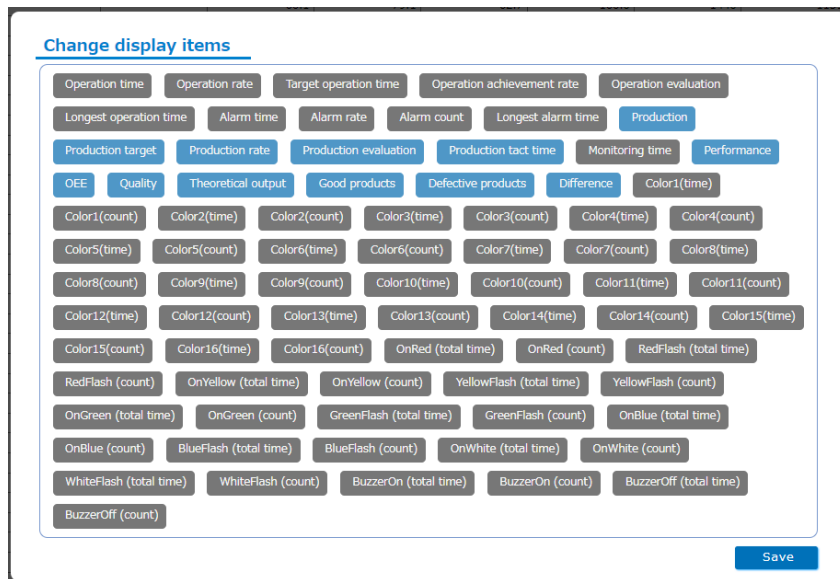 Change display items
Operation time Operation rate Target operation time Operation achievement rate Operation evaluation
Longest operation time Alarm time Alarm rate Alarm count Longest alarm time Production
Production target Production rate Production evaluation Production tact time Monitoring time Performance
OEE Quality Theoretical output Good products Defective products Difference Color1(time)
Color1(count) Color2(time) Color2(count) Color3(time) Color3(count) Color4(time) Color4(count)
Color5(time) Color5(count) Color6(time) Color6(count) Color7(time) Color7(count) Color8(time)
Color8(count) Color9(time) Color9(count) Color10(time) Color10(count) Color11(time) Color11(count)
Color12(time) Color12(count) Color13(time) Color13(count) Color14(time) Color14(count) Color15(time)
Color15(count) Color16(time) Color16(count) OnRed (total time) OnRed (count) RedFlash (total time)
RedFlash (count) OnYellow (total time) OnYellow (count) YellowFlash (total time) YellowFlash (count)
OnGreen (total time) OnGreen (count) GreenFlash (total time) GreenFlash (count) OnBlue (total time)
OnBlue (count) BlueFlash (total time) BlueFlash (count) OnWhite (total time) OnWhite (count)
WhiteFlash (total time) WhiteFlash (count) BuzzerOn (total time) BuzzerOn (count) BuzzerOff (total time)
BuzzerOff (count)
Save